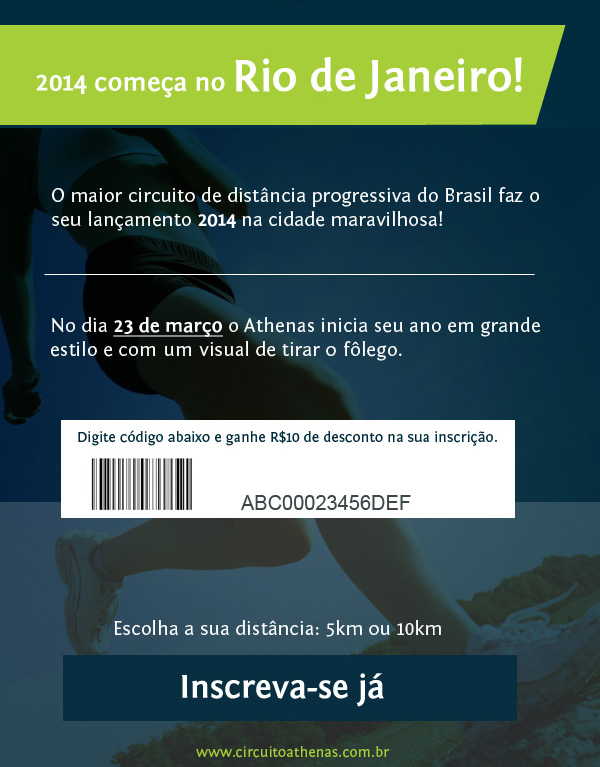 2014 começa no Rio de Janeiro!
O maior circuito de distância progressiva do Brasil faz o
seu lançamento 2014 na cidade maravilhosa!
No dia 23 de março o Athenas inicia seu ano em grande
estilo e com um visual de tirar o fôlego.
Digite código abaixo e ganhe R$10 de desconto na sua inscrição.
ABC00023456DEF
Escolha a sua distância: 5km ou 10km
Inscreva-se já
www.circuitoathenas.com.br